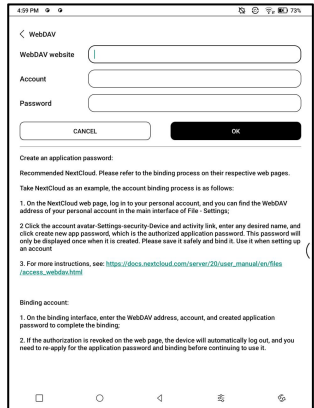 4:59 PM 73%
WebDAV
WebDAV website
Account
Password
CANCEL OK
Create an application password:
Recommended NextCloud. Please refer to the binding process on their respective web pages.
Take NextCloud as an example, the account binding process is as follows:
1. On the NextCloud web page, log in to your personal account, and you can find the WebDAV
address of your personal account in the main interface of File - Settings;
2 Click the account avatar-Settings-security-Device and activity link, enter any desired name, and
click create new app password, which is the authorized application password. This password will
only be displayed once when it is created. Please save it safely and bind it. Use it when setting up
an account
3. For more instructions, see: https://docs.nextcloud.com/server/20/user_manual/en/files
/access_webdav.html
Binding account:
1. On the binding interface, enter the WebDAV address, account, and created application
password to complete the binding;
2. If the authorization is revoked on the web page, the device will automatically log out, and you
need to re-apply for the application password and binding before continuing to use it.